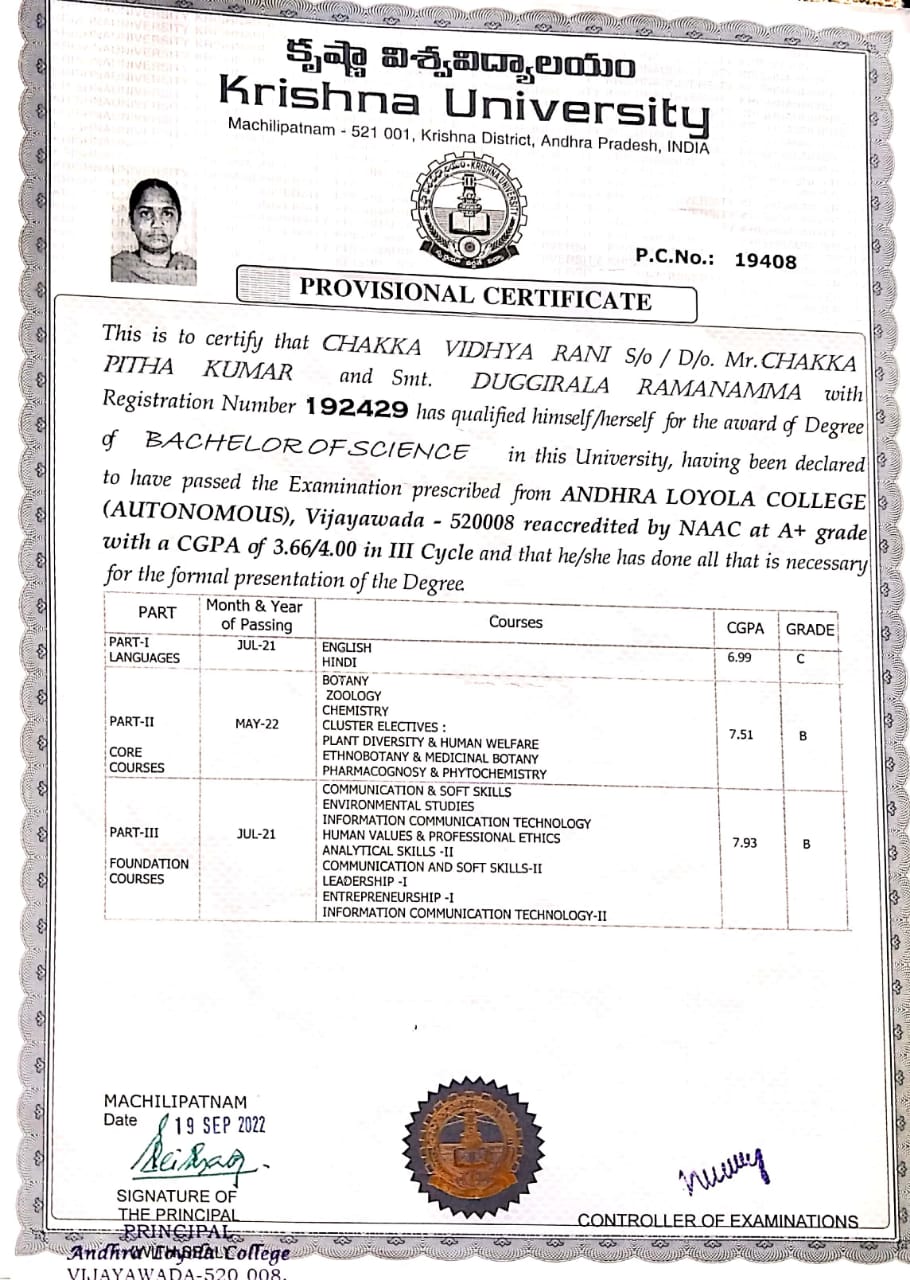 కృష్ణా విశ్వవిద్యాలయం
Krishna University
Machilipatnam - 521 001, Krishna District, Andhra Pradesh, INDIA
P.C.No.: 19408
PROVISIONAL CERTIFICATE
This is to certify that CHAKKA VIDHYA RANI S/o / D/o. Mr. CHAKKA
PITHA KUMAR and Smt. DUGGIRALA RAMANAMMA with
Registration Number 192429 has qualified himself/herself for the award of Degree
of BACHELOR OF SCIENCE in this University, having been declared
to have passed the Examination prescribed from ANDHRA LOYOLA COLLEGE
(AUTONOMOUS), Vijayawada - 520008 reaccredited by NAAC at A+ grade
with a CGPA of 3.66/4.00 in III Cycle and that he/she has done all that is necessary
for the formal presentation of the Degree.
PART Month & Year of Passing Courses CGPA GRADE
PART-I LANGUAGES JUL-21 ENGLISH 6.99 C
HINDI
BOTANY
ZOOLOGY
CHEMISTRY
CLUSTER ELECTIVES :
PART-II MAY-22 PLANT DIVERSITY & HUMAN WELFARE 7.51 B
CORE ETHNOBOTANY & MEDICINAL BOTANY
COURSES PHARMACOGNOSY & PHYTOCHEMISTRY
COMMUNICATION & SOFT SKILLS
ENVIRONMENTAL STUDIES
INFORMATION COMMUNICATION TECHNOLOGY
PART-III JUL-21 HUMAN VALUES & PROFESSIONAL ETHICS 7.93 B
ANALYTICAL SKILLS -II
FOUNDATION COMMUNICATION AND SOFT SKILLS-II
COURSES LEADERSHIP -I
ENTREPRENEURSHIP -I
INFORMATION COMMUNICATION TECHNOLOGY-II
MACHILIPATNAM
Date 19 SEP 2022
SIGNATURE OF
THE PRINCIPAL
PRINCIPAL
Andhra Loyola College
VIJAYAWADA-520 008.
CONTROLLER OF EXAMINATIONS